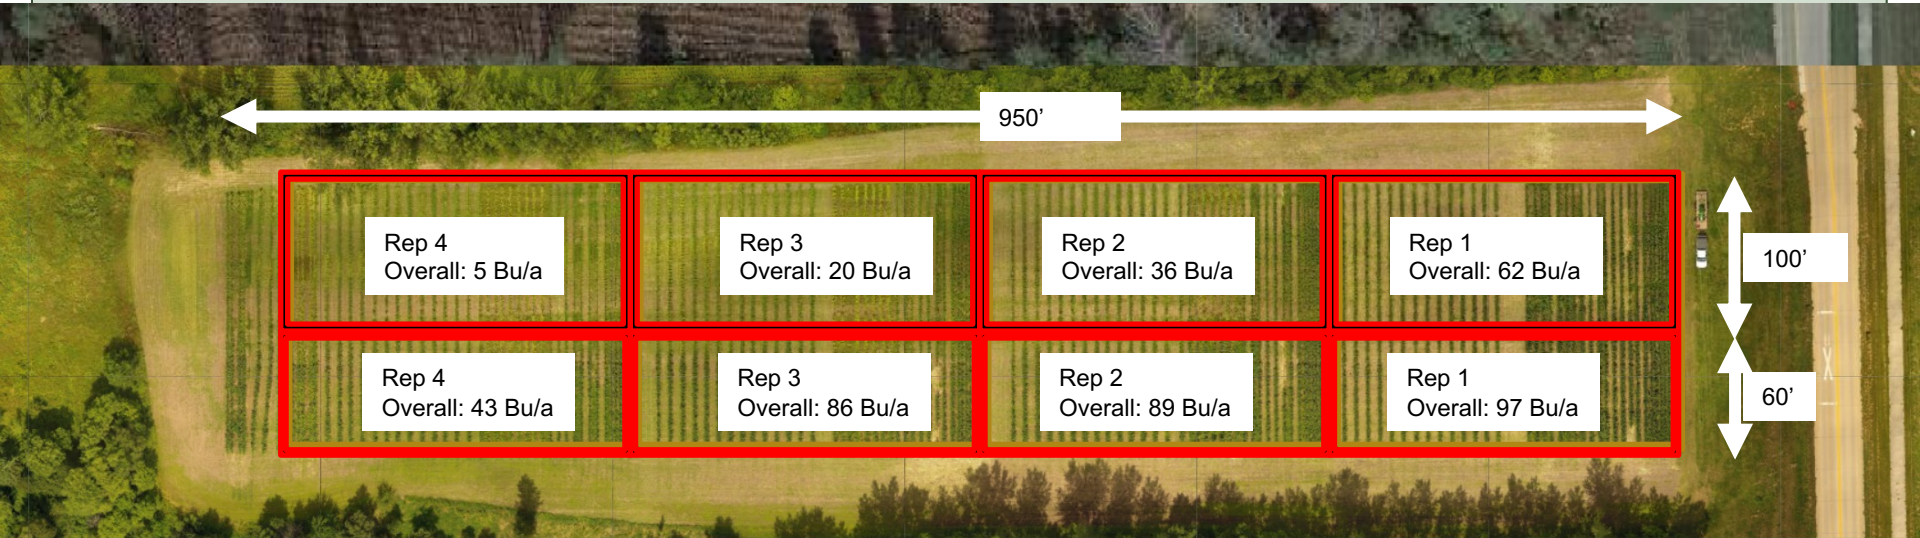 950’
Rep 4
Overall: 5 Bu/a
Rep 3
Overall: 20 Bu/a
Rep 2
Overall: 36 Bu/a
Rep 1
Overall: 62 Bu/a
100’
Rep 4
Overall: 43 Bu/a
Rep 3
Overall: 86 Bu/a
Rep 2
Overall: 89 Bu/a
Rep 1
Overall: 97 Bu/a
60’